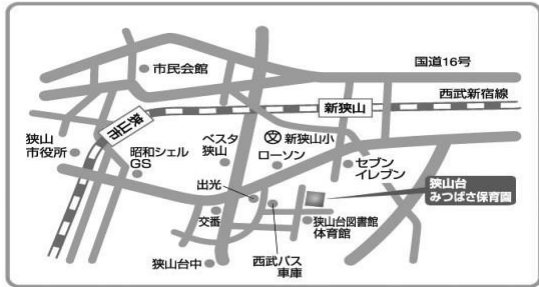 国道16号
市民会館
西武新宿線
新狭山
狭山市
狭山
市役所
昭和シェル
GS
ベスタ
狭山
新狭山小
ローソン
セブン
イレブン
狭山台
みつばさ保育園
出光
交番
狭山台図書館
体育館
狭山台中
西武バス
車庫